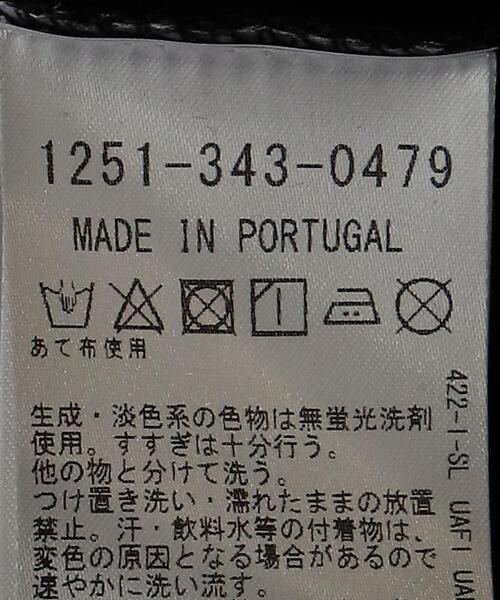 1251-343-0479
MADE IN PORTUGAL
あて布使用
生成・淡色系の色物は無蛍光洗剤
使用。すすぎは十分行う。
他の物と分けて洗う。
つけ置き洗い・濡れたままの放置
禁止。汗・飲料水等の付着物は、
変色の原因となる場合があるので
速やかに洗い流す。
422-1-SL UAF1